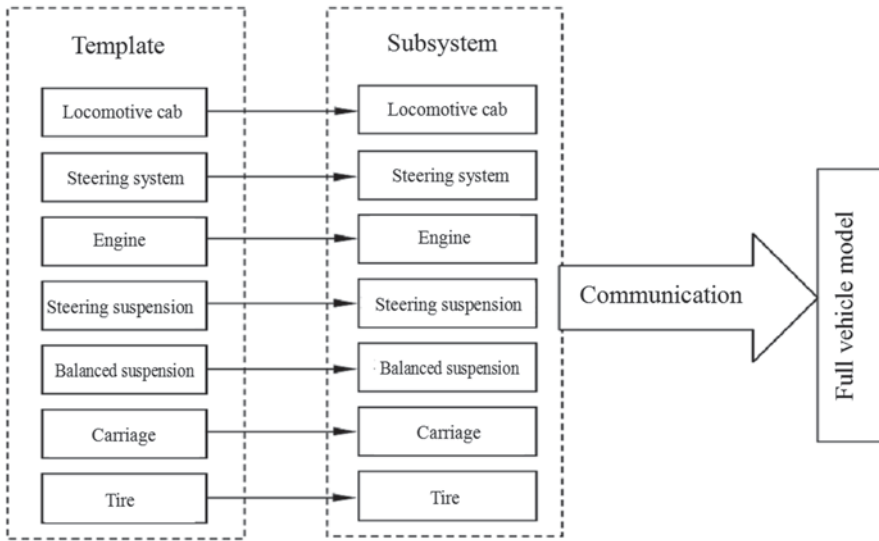 Template
Locomotive cab
Steering system
Engine
Steering suspension
Balanced suspension
Carriage
Tire
Subsystem
Locomotive cab
Steering system
Engine
Steering suspension
Balanced suspension
Carriage
Tire
Communication
Full vehicle model